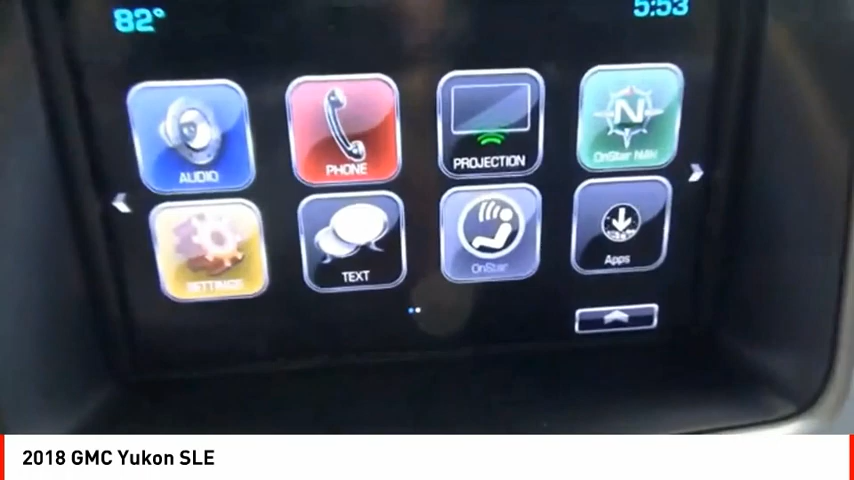 82°
5:53
AUDIO
PHONE
PROJECTION
N
OnStar NAV
SETTINGS
TEXT
OnStar
Apps
2018 GMC Yukon SLE